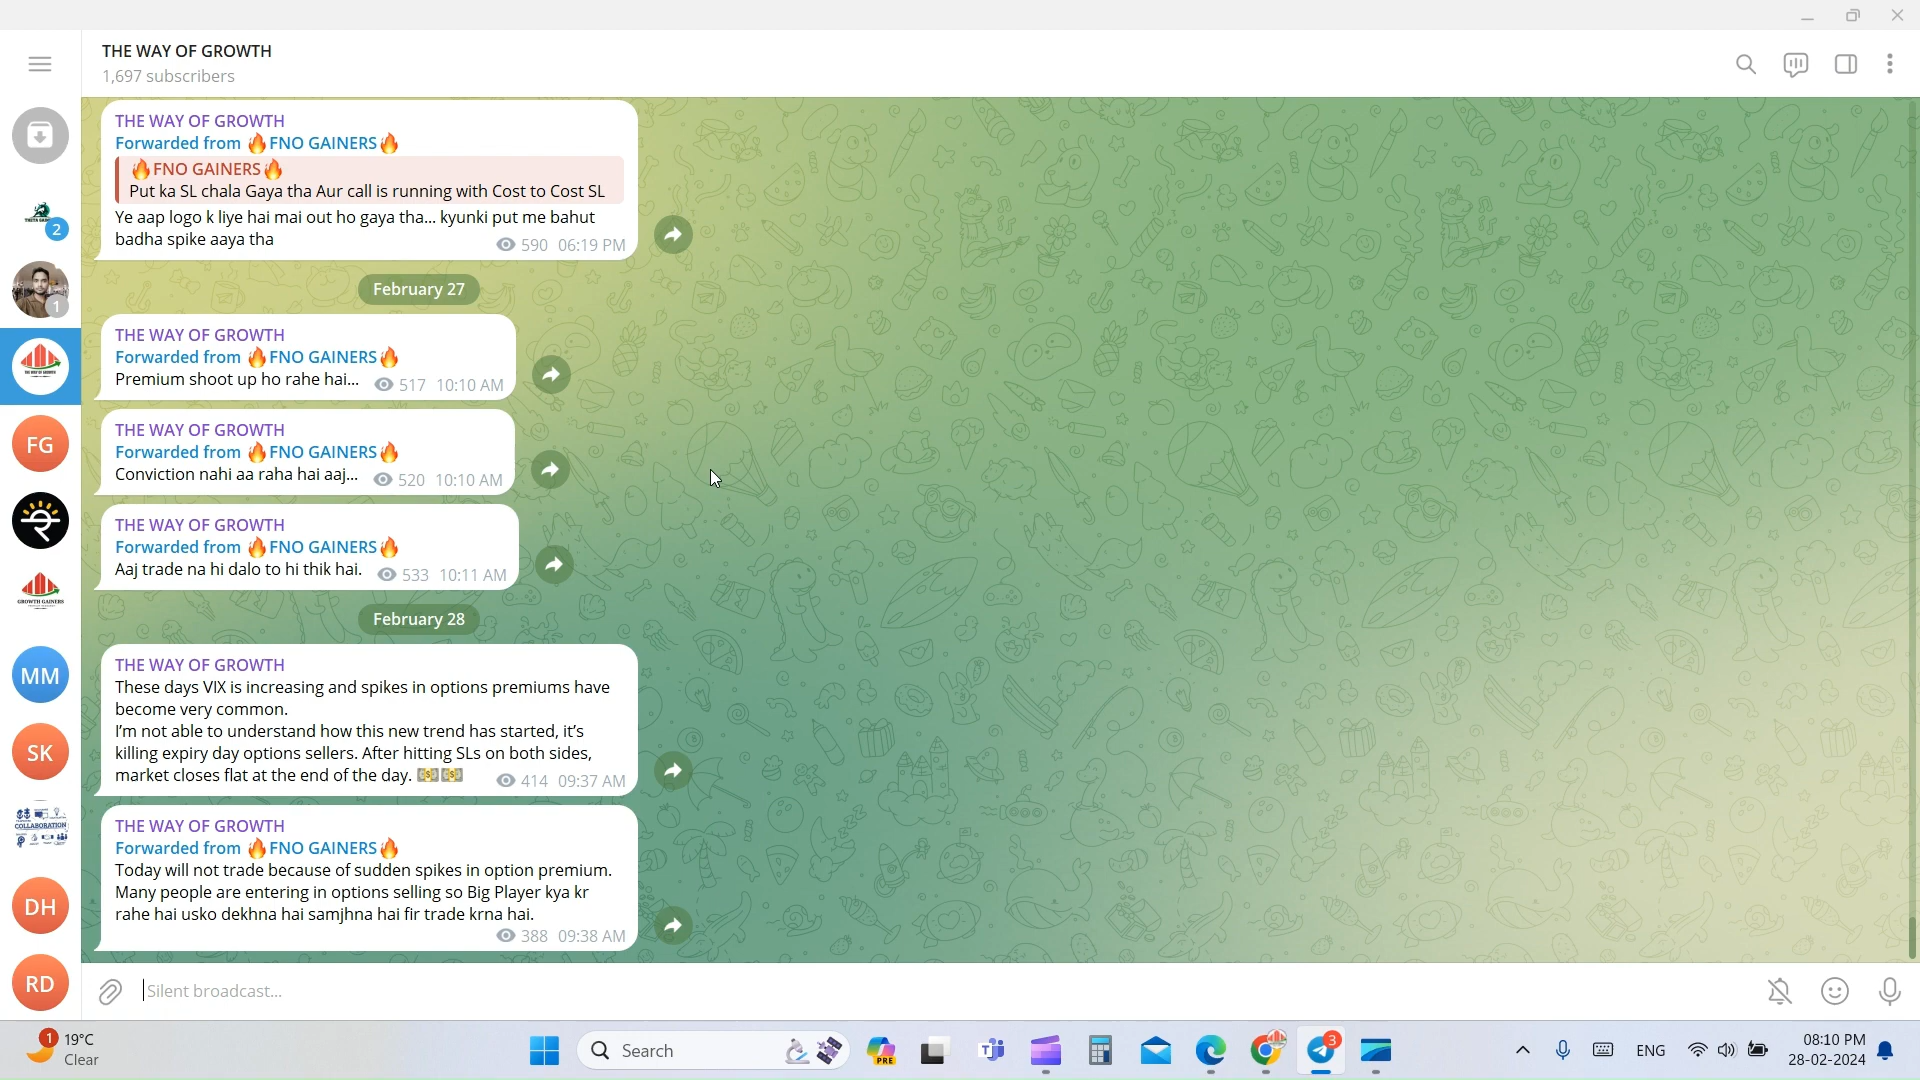 THE WAY OF GROWTH
1,697 subscribers
THE WAY OF GROWTH
Forwarded from 🔥FNO GAINERS🔥
🔥FNO GAINERS🔥
Put ka SL chala Gaya tha Aur call is running with Cost to Cost SL
Ye aap logo k liye hai mai out ho gaya tha... kyunki put me bahut
badha spike aaya tha
590 06:19 PM
February 27
THE WAY OF GROWTH
Forwarded from 🔥FNO GAINERS🔥
Premium shoot up ho rahe hai... 517 10:10 AM
THE WAY OF GROWTH
Forwarded from 🔥FNO GAINERS🔥
Conviction nahi aa raha hai aaj... 520 10:10 AM
THE WAY OF GROWTH
Forwarded from 🔥FNO GAINERS🔥
Aaj trade na hi dalo to hi thik hai. 533 10:11 AM
February 28
THE WAY OF GROWTH
These days VIX is increasing and spikes in options premiums have
become very common.
I'm not able to understand how this new trend has started, it's
killing expiry day options sellers. After hitting SLs on both sides,
market closes flat at the end of the day. 💵💵 414 09:37 AM
THE WAY OF GROWTH
Forwarded from 🔥FNO GAINERS🔥
Today will not trade because of sudden spikes in option premium.
Many people are entering in options selling so Big Player kya kr
rahe hai usko dekhna hai samjhna hai fir trade krna hai.
388 09:38 AM
Silent broadcast...
2
1
FG
GROWTH GAINERS
MM
SK
COLLABORATION
DH
RD
1
19°C
Clear
Search
PRE
3
ENG
08:10 PM
28-02-2024